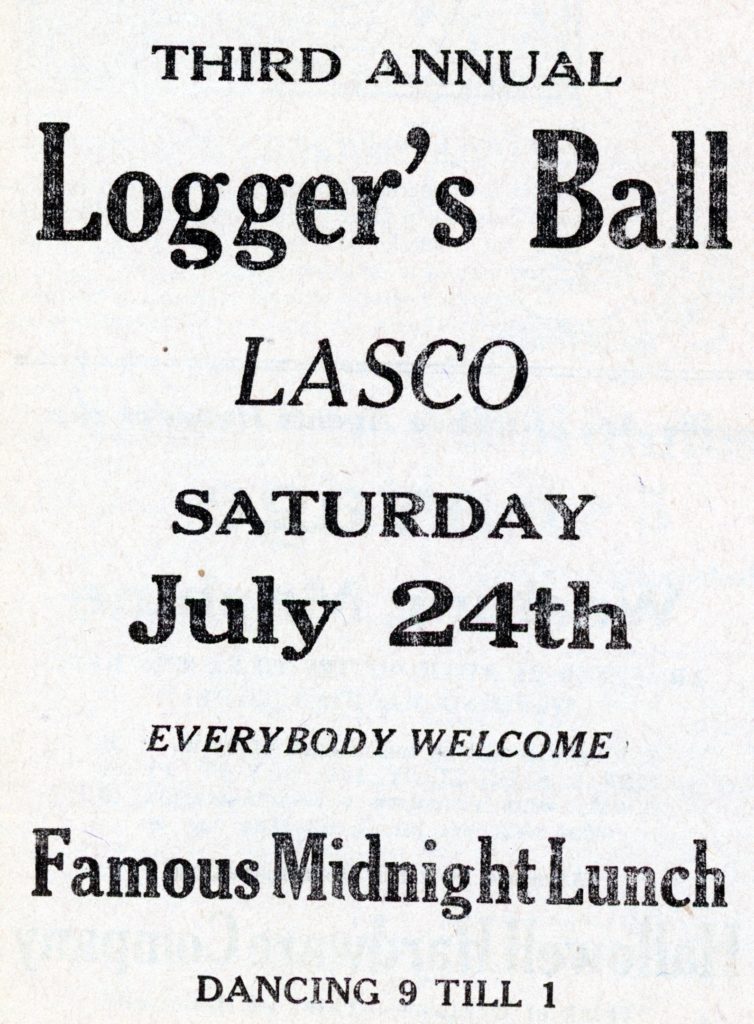 THIRD ANNUAL
Logger's Ball
LASCO
SATURDAY
July 24th
EVERYBODY WELCOME
Famous Midnight Lunch
DANCING 9 TILL 1